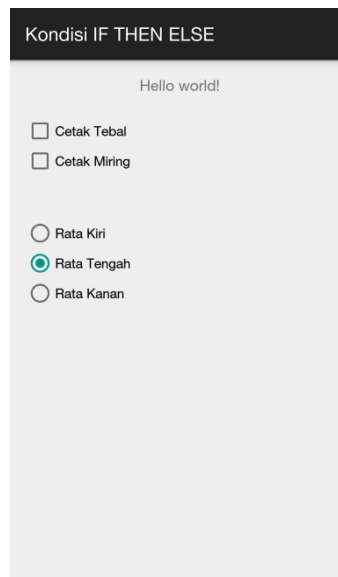 Kondisi IF THEN ELSE
Hello world!
Cetak Tebal
Cetak Miring
Rata Kiri
Rata Tengah
Rata Kanan